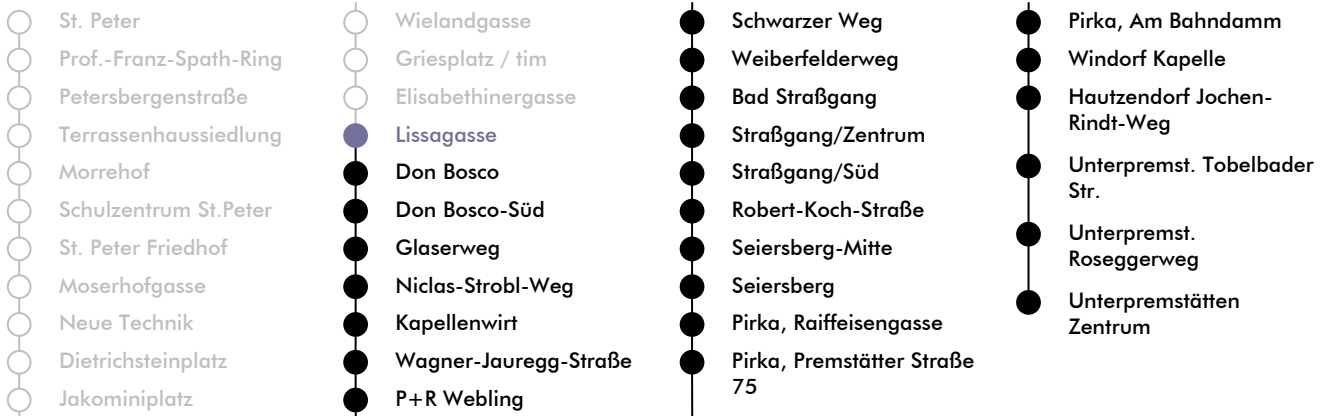 St. Peter
Prof.-Franz-Spath-Ring
Petersbergenstraße
Terrassenhaussiedlung
Morrehof
Schulzentrum St.Peter
St. Peter Friedhof
Moserhofgasse
Neue Technik
Dietrichsteinplatz
Jakominiplatz
Wielandgasse
Griesplatz / tim
Elisabethinergasse
Lissagasse
Don Bosco
Don Bosco-Süd
Glaserweg
Niclas-Strobl-Weg
Kapellenwirt
Wagner-Jauregg-Straße
P+R Webling
Schwarzer Weg
Weiberfelderweg
Bad Straßgang
Straßgang/Zentrum
Straßgang/Süd
Robert-Koch-Straße
Seiersberg-Mitte
Seiersberg
Pirka, Raiffeisengasse
Pirka, Premstätter Straße
75
Pirka, Am Bahndamm
Windorf Kapelle
Hautzendorf Jochen-
Rindt-Weg
Unterpremst. Tobelbader
Str.
Unterpremst.
Roseggerweg
Unterpremstätten
Zentrum